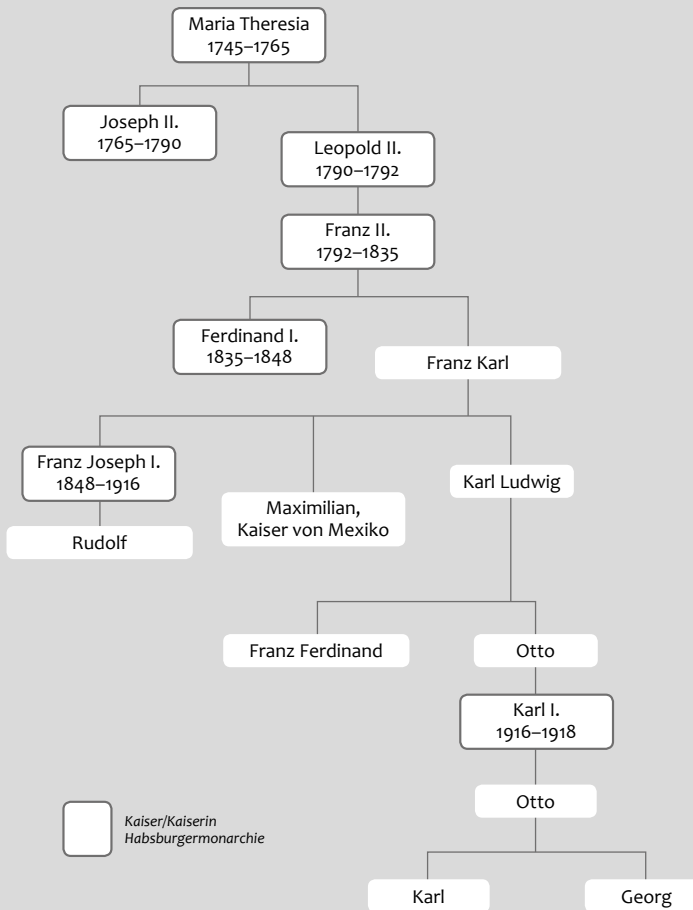 Maria Theresia
1745–1765
Joseph II.
1765–1790
Leopold II.
1790–1792
Franz II.
1792–1835
Ferdinand I.
1835–1848
Franz Karl
Franz Joseph I.
1848–1916
Maximilian,
Kaiser von Mexiko
Karl Ludwig
Rudolf
Franz Ferdinand
Otto
Karl I.
1916–1918
Otto
Kaiser/Kaiserin
Habsburgermonarchie
Karl
Georg